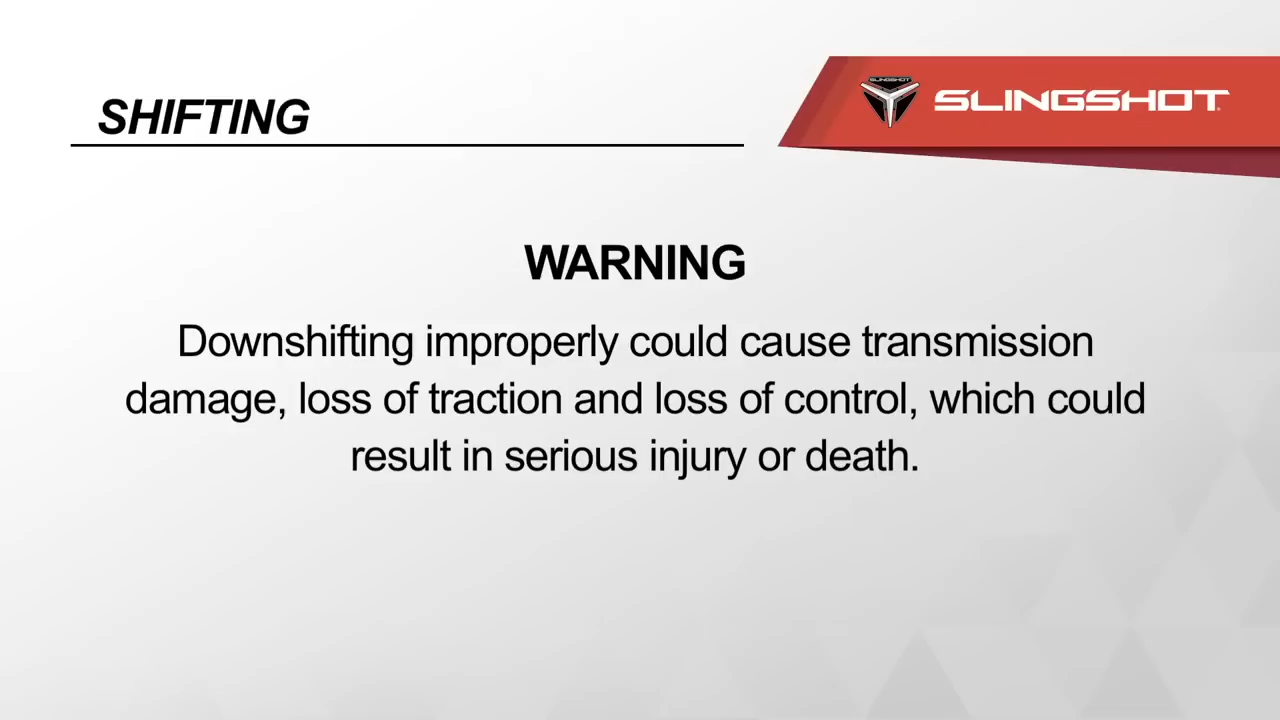 SHIFTING
SLINGSHOT
SLINGSHOT
WARNING
Downshifting improperly could cause transmission
damage, loss of traction and loss of control, which could
result in serious injury or death.